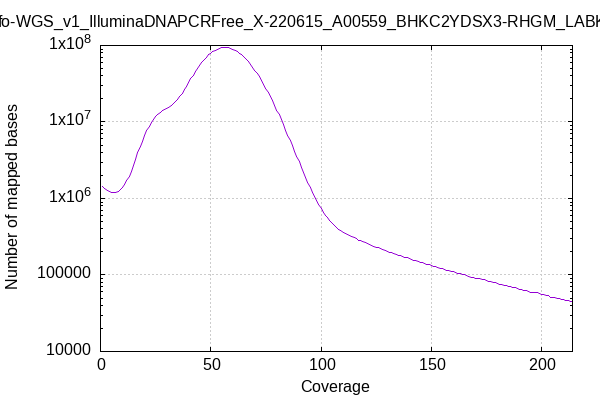 fo-WGS_v1_IlluminaDNAPCRFree_X-220615_A00559_BHKC2YDSX3-RHGM_LABK
1x10^8
1x10^7
1x10^6
100000
10000
Number of mapped bases
0 50 100 150 200
Coverage